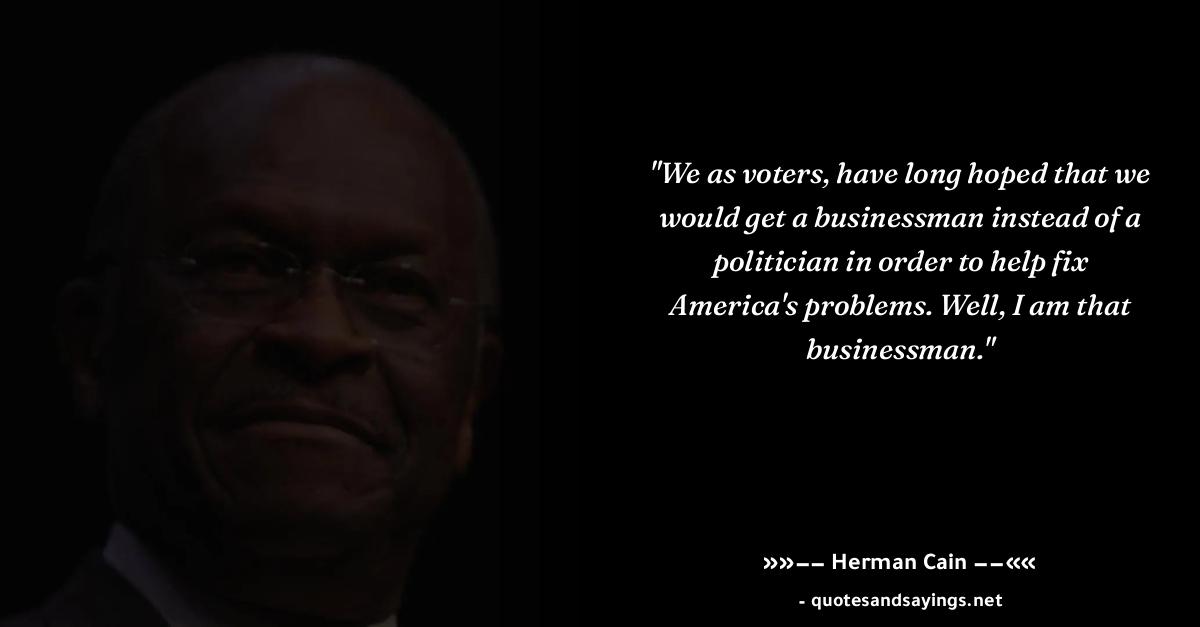 "We as voters, have long hoped that we
would get a businessman instead of a
politician in order to help fix
America's problems. Well, I am that
businessman."
»»−− Herman Cain −−««
- quotesandsayings.net